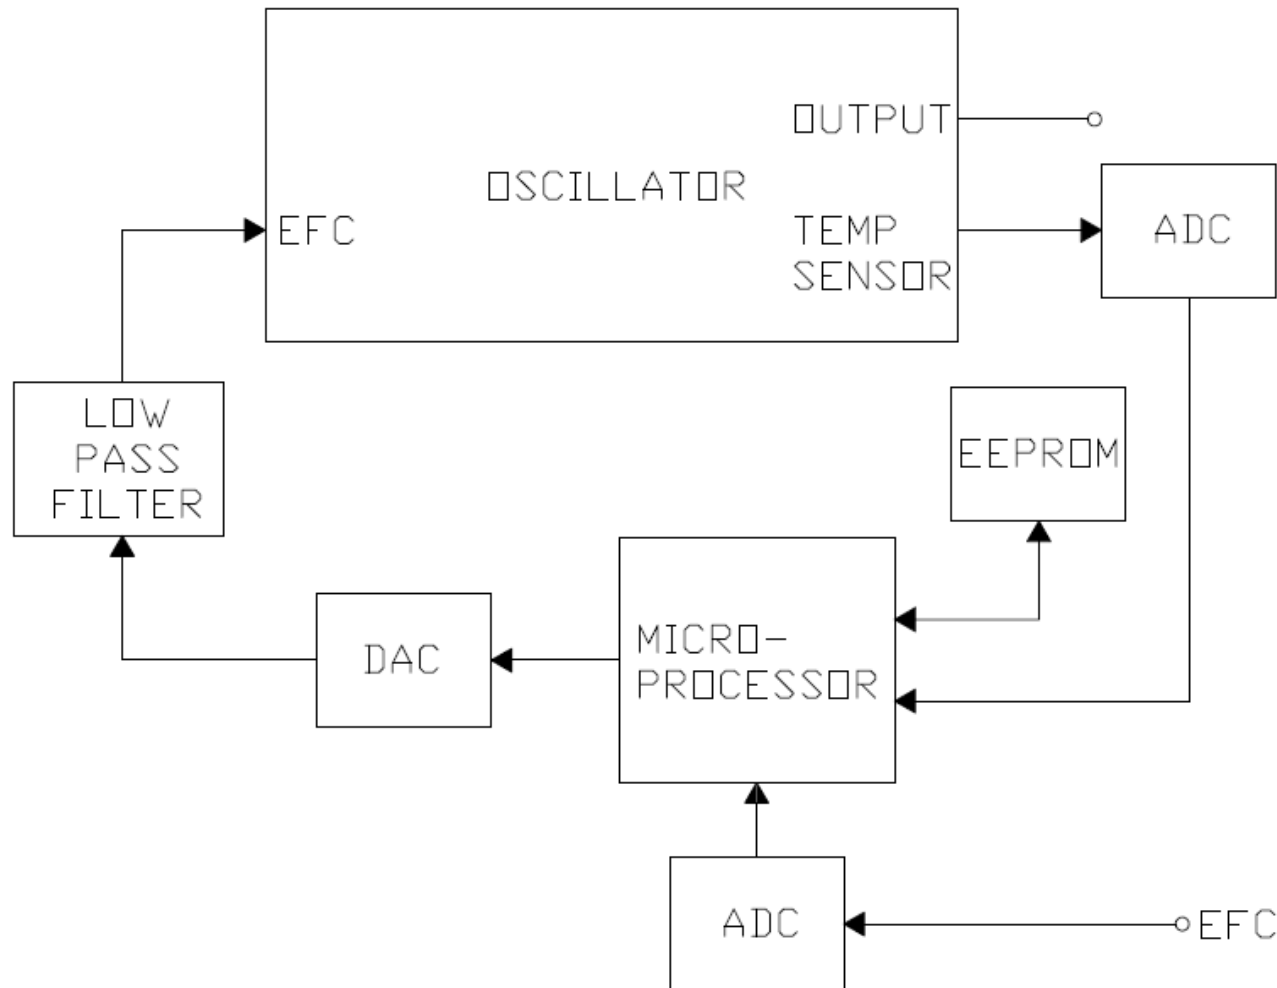 OUTPUT
OSCILLATOR
EFC
TEMP
SENSOR
ADC
LOW
PASS
FILTER
EEPROM
MICRO-
PROCESSOR
DAC
ADC
EFC